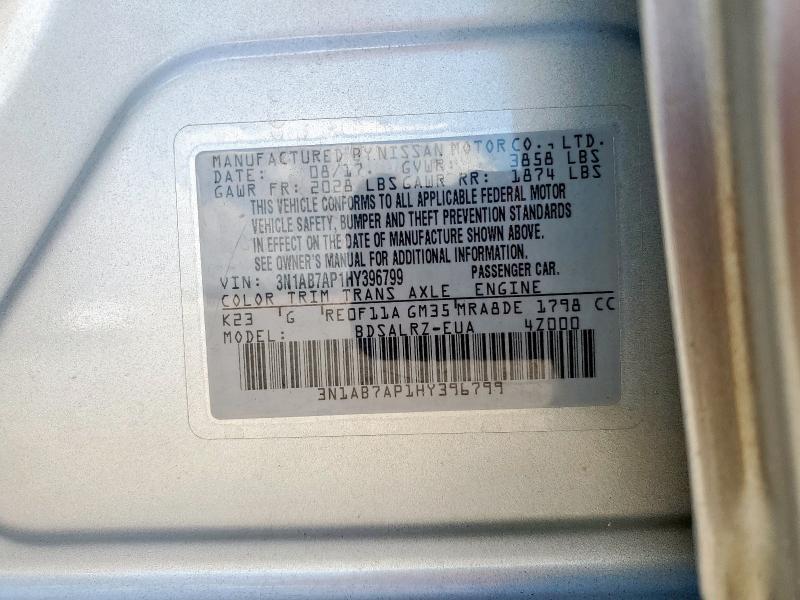 MANUFACTURED BY NISSAN MOTOR CO., LTD.
DATE: 08/17. GVWR: 3858 LBS
GAWR FR: 2028 LBS GAWR RR: 1874 LBS
THIS VEHICLE CONFORMS TO ALL APPLICABLE FEDERAL MOTOR
VEHICLE SAFETY, BUMPER AND THEFT PREVENTION STANDARDS
IN EFFECT ON THE DATE OF MANUFACTURE SHOWN ABOVE.
SEE OWNER'S MANUAL FOR ADDITIONAL INFORMATION.
VIN: 3N1AB7AP1HY396799 PASSENGER CAR.
COLOR TRIM TRANS AXLE ENGINE
K23 G RE0F11A GM35 MRA8DE 1798 CC
MODEL: BDSALRZ-EUA 4Z000
3N1AB7AP1HY396799